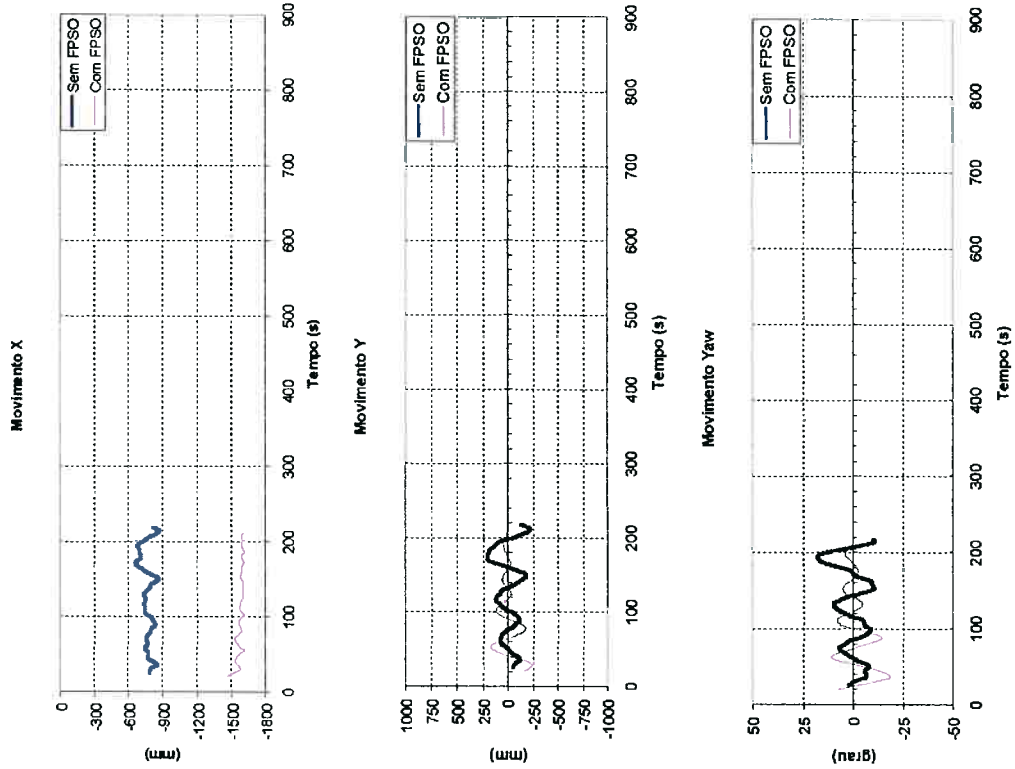 Movimento X
Sem FPSO
Com FPSO
0
-300
-600
-900
-1200
-1500
-1800
(mm)
0 100 200 300 400 500 600 700 800 900
Tempo (s)
Movimento Y
Sem FPSO
Com FPSO
1000
750
500
250
0
-250
-500
-750
-1000
(mm)
0 100 200 300 400 500 600 700 800 900
Tempo (s)
Movimento Yaw
Sem FPSO
Com FPSO
50
25
0
-25
-50
(grau)
0 100 200 300 400 500 600 700 800 900
Tempo (s)